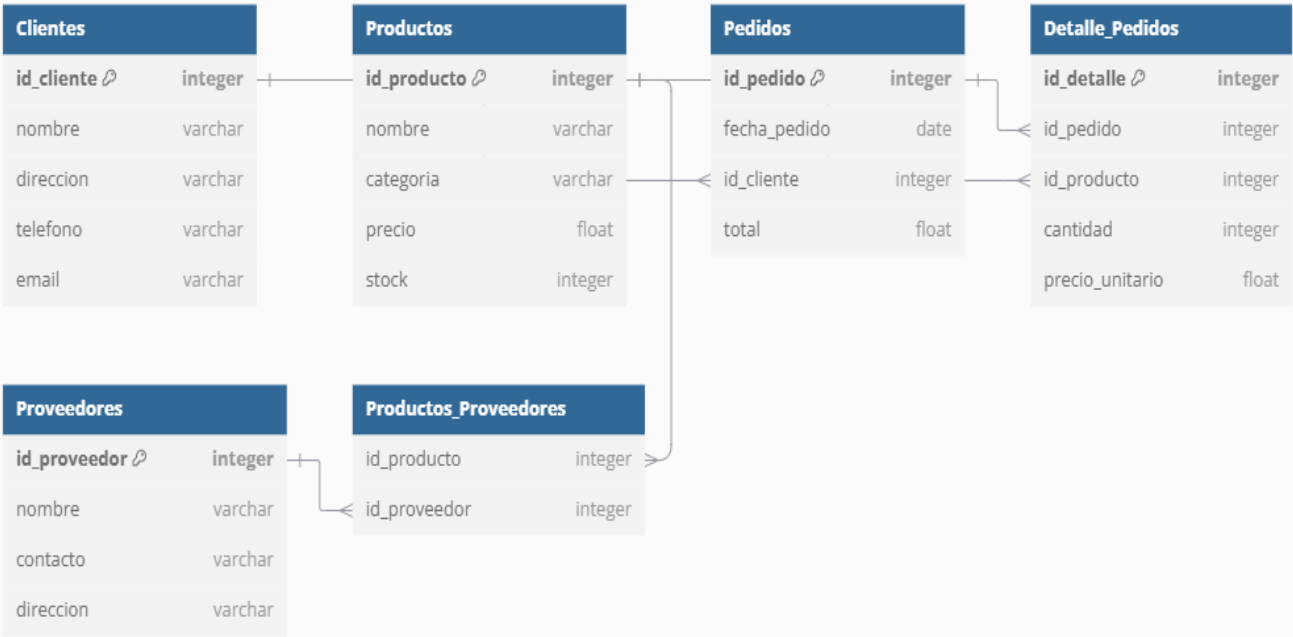 Clientes
id_cliente integer
nombre varchar
direccion varchar
telefono varchar
email varchar
Productos
id_producto integer
nombre varchar
categoria varchar
precio float
stock integer
Pedidos
id_pedido integer
fecha_pedido date
id_cliente integer
total float
Detalle_Pedidos
id_detalle integer
id_pedido integer
id_producto integer
cantidad integer
precio_unitario float
Proveedores
id_proveedor integer
nombre varchar
contacto varchar
direccion varchar
Productos_Proveedores
id_producto integer
id_proveedor integer